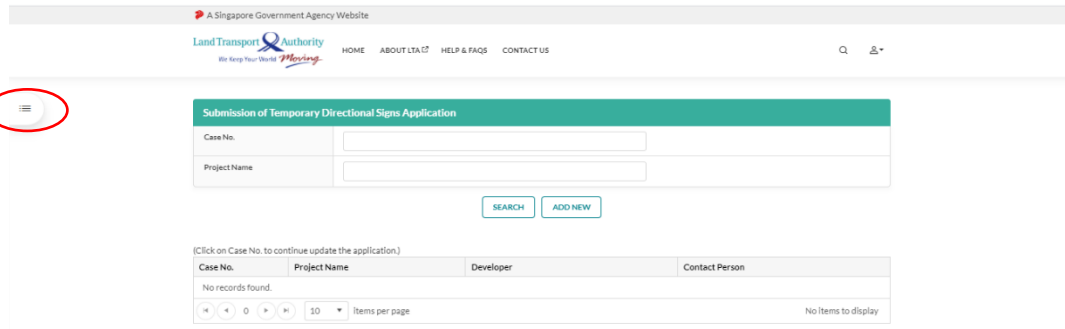 A Singapore Government Agency Website
Land Transport Authority
We Keep Your World Moving
HOME ABOUT LTA HELP & FAQS CONTACT US
Submission of Temporary Directional Signs Application
Case No.
Project Name
SEARCH ADD NEW
(Click on Case No. to continue update the application.)
Case No. Project Name Developer Contact Person
No records found.
0 10 items per page No items to display